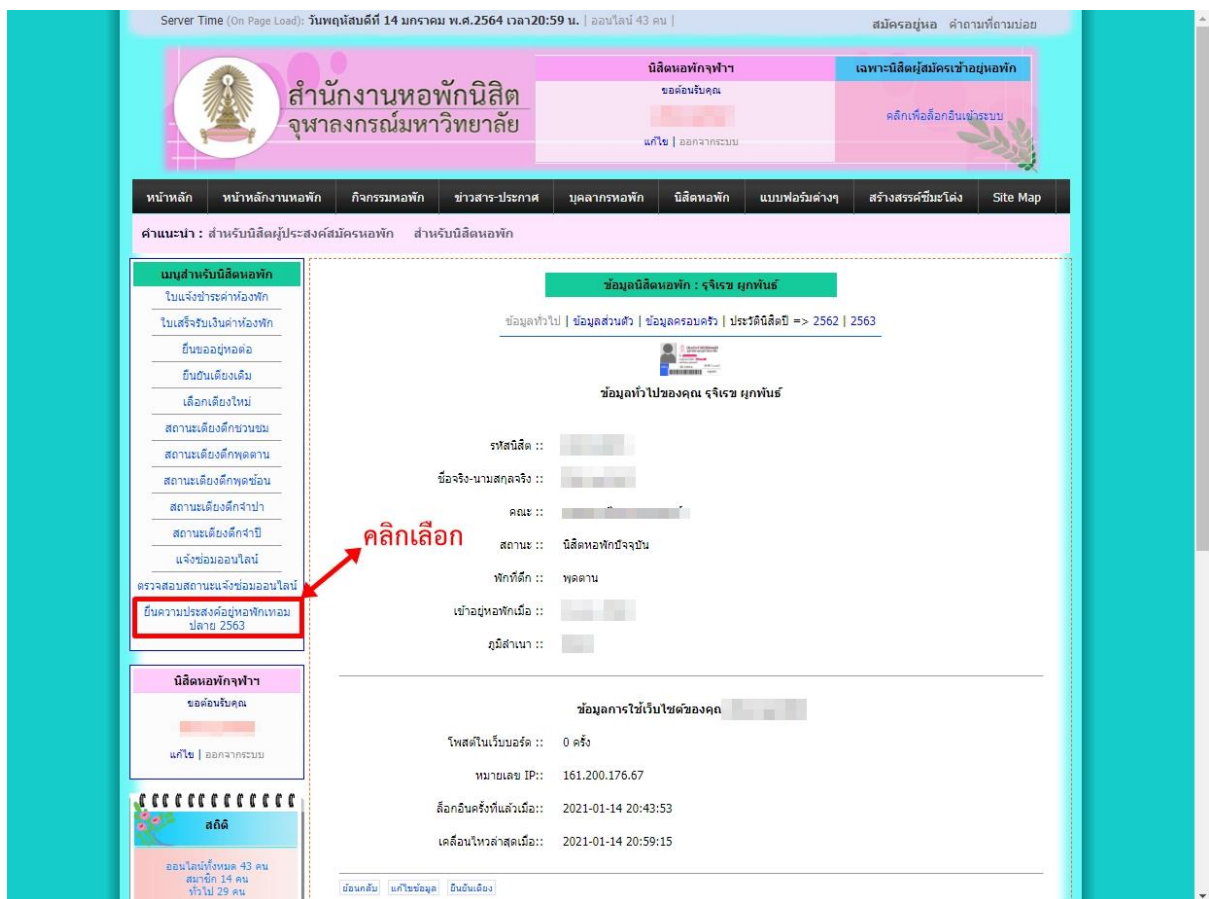 Server Time (On Page Load): วันพฤหัสบดีที่ 14 มกราคม พ.ศ.2564 เวลา20:59 น. | ออนไลน์ 43 คน |
สมัครอยู่หอ คำถามที่ถามบ่อย
สำนักงานหอพักนิสิต
จุฬาลงกรณ์มหาวิทยาลัย
นิสิตหอพักจุฬาฯ
ขอต้อนรับคุณ
แก้ไข | ออกจากระบบ
เฉพาะนิสิตผู้สมัครเข้าอยู่หอพัก
คลิกเพื่อล็อกอินเข้าระบบ
หน้าหลัก หน้าหลักงานหอพัก กิจกรรมหอพัก ข่าวสาร-ประกาศ บุคลากรหอพัก นิสิตหอพัก แบบฟอร์มต่างๆ สร้างสรรค์ซีมะโด่ง Site Map
คำแนะนำ : สำหรับนิสิตผู้ประสงค์สมัครหอพัก สำหรับนิสิตหอพัก
เมนูสำหรับนิสิตหอพัก
ใบแจ้งชำระค่าห้องพัก
ใบเสร็จรับเงินค่าห้องพัก
ยื่นขออยู่หอต่อ
ยืนยันเตียงเดิม
เลือกเตียงใหม่
สถานะเตียงตึกชวนชม
สถานะเตียงตึกพุดตาน
สถานะเตียงตึกพุดซ้อน
สถานะเตียงตึกจำปา
สถานะเตียงตึกจำปี
แจ้งซ่อมออนไลน์
ตรวจสอบสถานะแจ้งซ่อมออนไลน์
ยื่นความประสงค์อยู่หอพักเทอม
ปลาย 2563
คลิกเลือก
นิสิตหอพักจุฬาฯ
ขอต้อนรับคุณ
แก้ไข | ออกจากระบบ
สถิติ
ออนไลน์ทั้งหมด 43 คน
สมาชิก 14 คน
ทั่วไป 29 คน
ข้อมูลนิสิตหอพัก : รุจิเรข ผูกพันธ์
ข้อมูลทั่วไป | ข้อมูลส่วนตัว | ข้อมูลครอบครัว | ประวัตินิสิตปี => 2562 | 2563
ข้อมูลทั่วไปของคุณ รุจิเรข ผูกพันธ์
รหัสนิสิต ::
ชื่อจริง-นามสกุลจริง ::
คณะ ::
สถานะ :: นิสิตหอพักปัจจุบัน
พักที่ตึก :: พุดตาน
เข้าอยู่หอพักเมื่อ ::
ภูมิลำเนา ::
ข้อมูลการใช้เว็บไซต์ของคุณ
โพสต์ในเว็บบอร์ด :: 0 ครั้ง
หมายเลข IP:: 161.200.176.67
ล็อกอินครั้งที่แล้วเมื่อ:: 2021-01-14 20:43:53
เคลื่อนไหวล่าสุดเมื่อ:: 2021-01-14 20:59:15
ย้อนกลับ แก้ไขข้อมูล ยืนยันเตียง